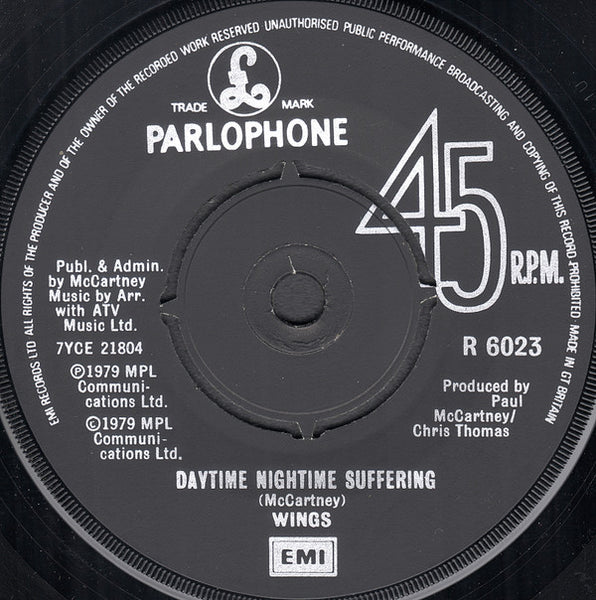 EMI RECORDS LTD ALL RIGHTS OF THE PRODUCER AND OF THE OWNER OF THE RECORDED WORK RESERVED UNAUTHORISED PUBLIC PERFORMANCE BROADCASTING AND COPYING OF THIS RECORD PROHIBITED MADE IN GT BRITAIN
£
TRADE MARK
PARLOPHONE
45
R.P.M.
Publ. & Admin.
by McCartney
Music by Arr.
with ATV
Music Ltd.
7YCE 21804
℗1979 MPL
Communi-
cations Ltd.
©1979 MPL
Communi-
cations Ltd.
R 6023
Produced by
Paul
McCartney/
Chris Thomas
DAYTIME NIGHTIME SUFFERING
(McCartney)
WINGS
EMI